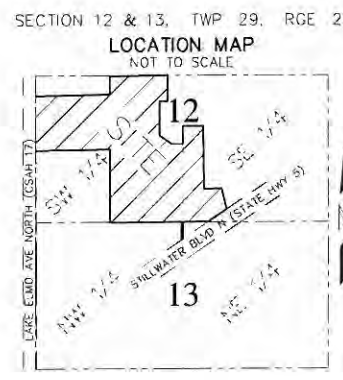 SECTION 12 & 13, TWP 29, RGE 2
LOCATION MAP
NOT TO SCALE
12
SITE
SW 1/4
SE 1/4
LAKE ELMO AVE NORTH (CSAH 17)
STILLWATER BLVD N (STATE HWY 5)
13
NW 1/4
NE 1/4